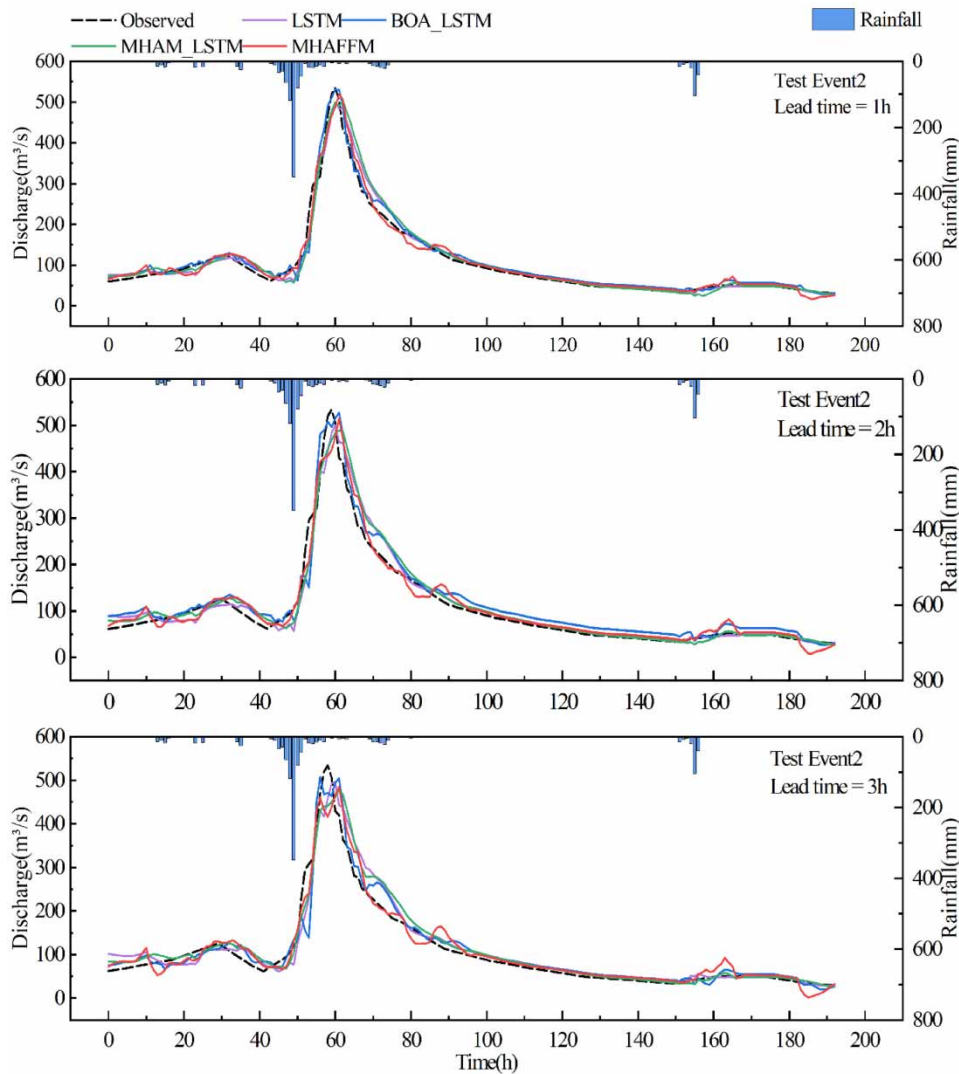 Observed LSTM BOA_LSTM Rainfall
MHAM_LSTM MHAFFM
Test Event2
Lead time = 1h
Discharge(m³/s)
600
500
400
300
200
100
0
0
200
400
600
800
Rainfall(mm)
0 20 40 60 80 100 120 140 160 180 200
Test Event2
Lead time = 2h
Discharge(m³/s)
600
500
400
300
200
100
0
0
200
400
600
800
Rainfall(mm)
0 20 40 60 80 100 120 140 160 180 200
Test Event2
Lead time = 3h
Discharge(m³/s)
600
500
400
300
200
100
0
0
200
400
600
800
Rainfall(mm)
0 20 40 60 80 100 120 140 160 180 200
Time(h)